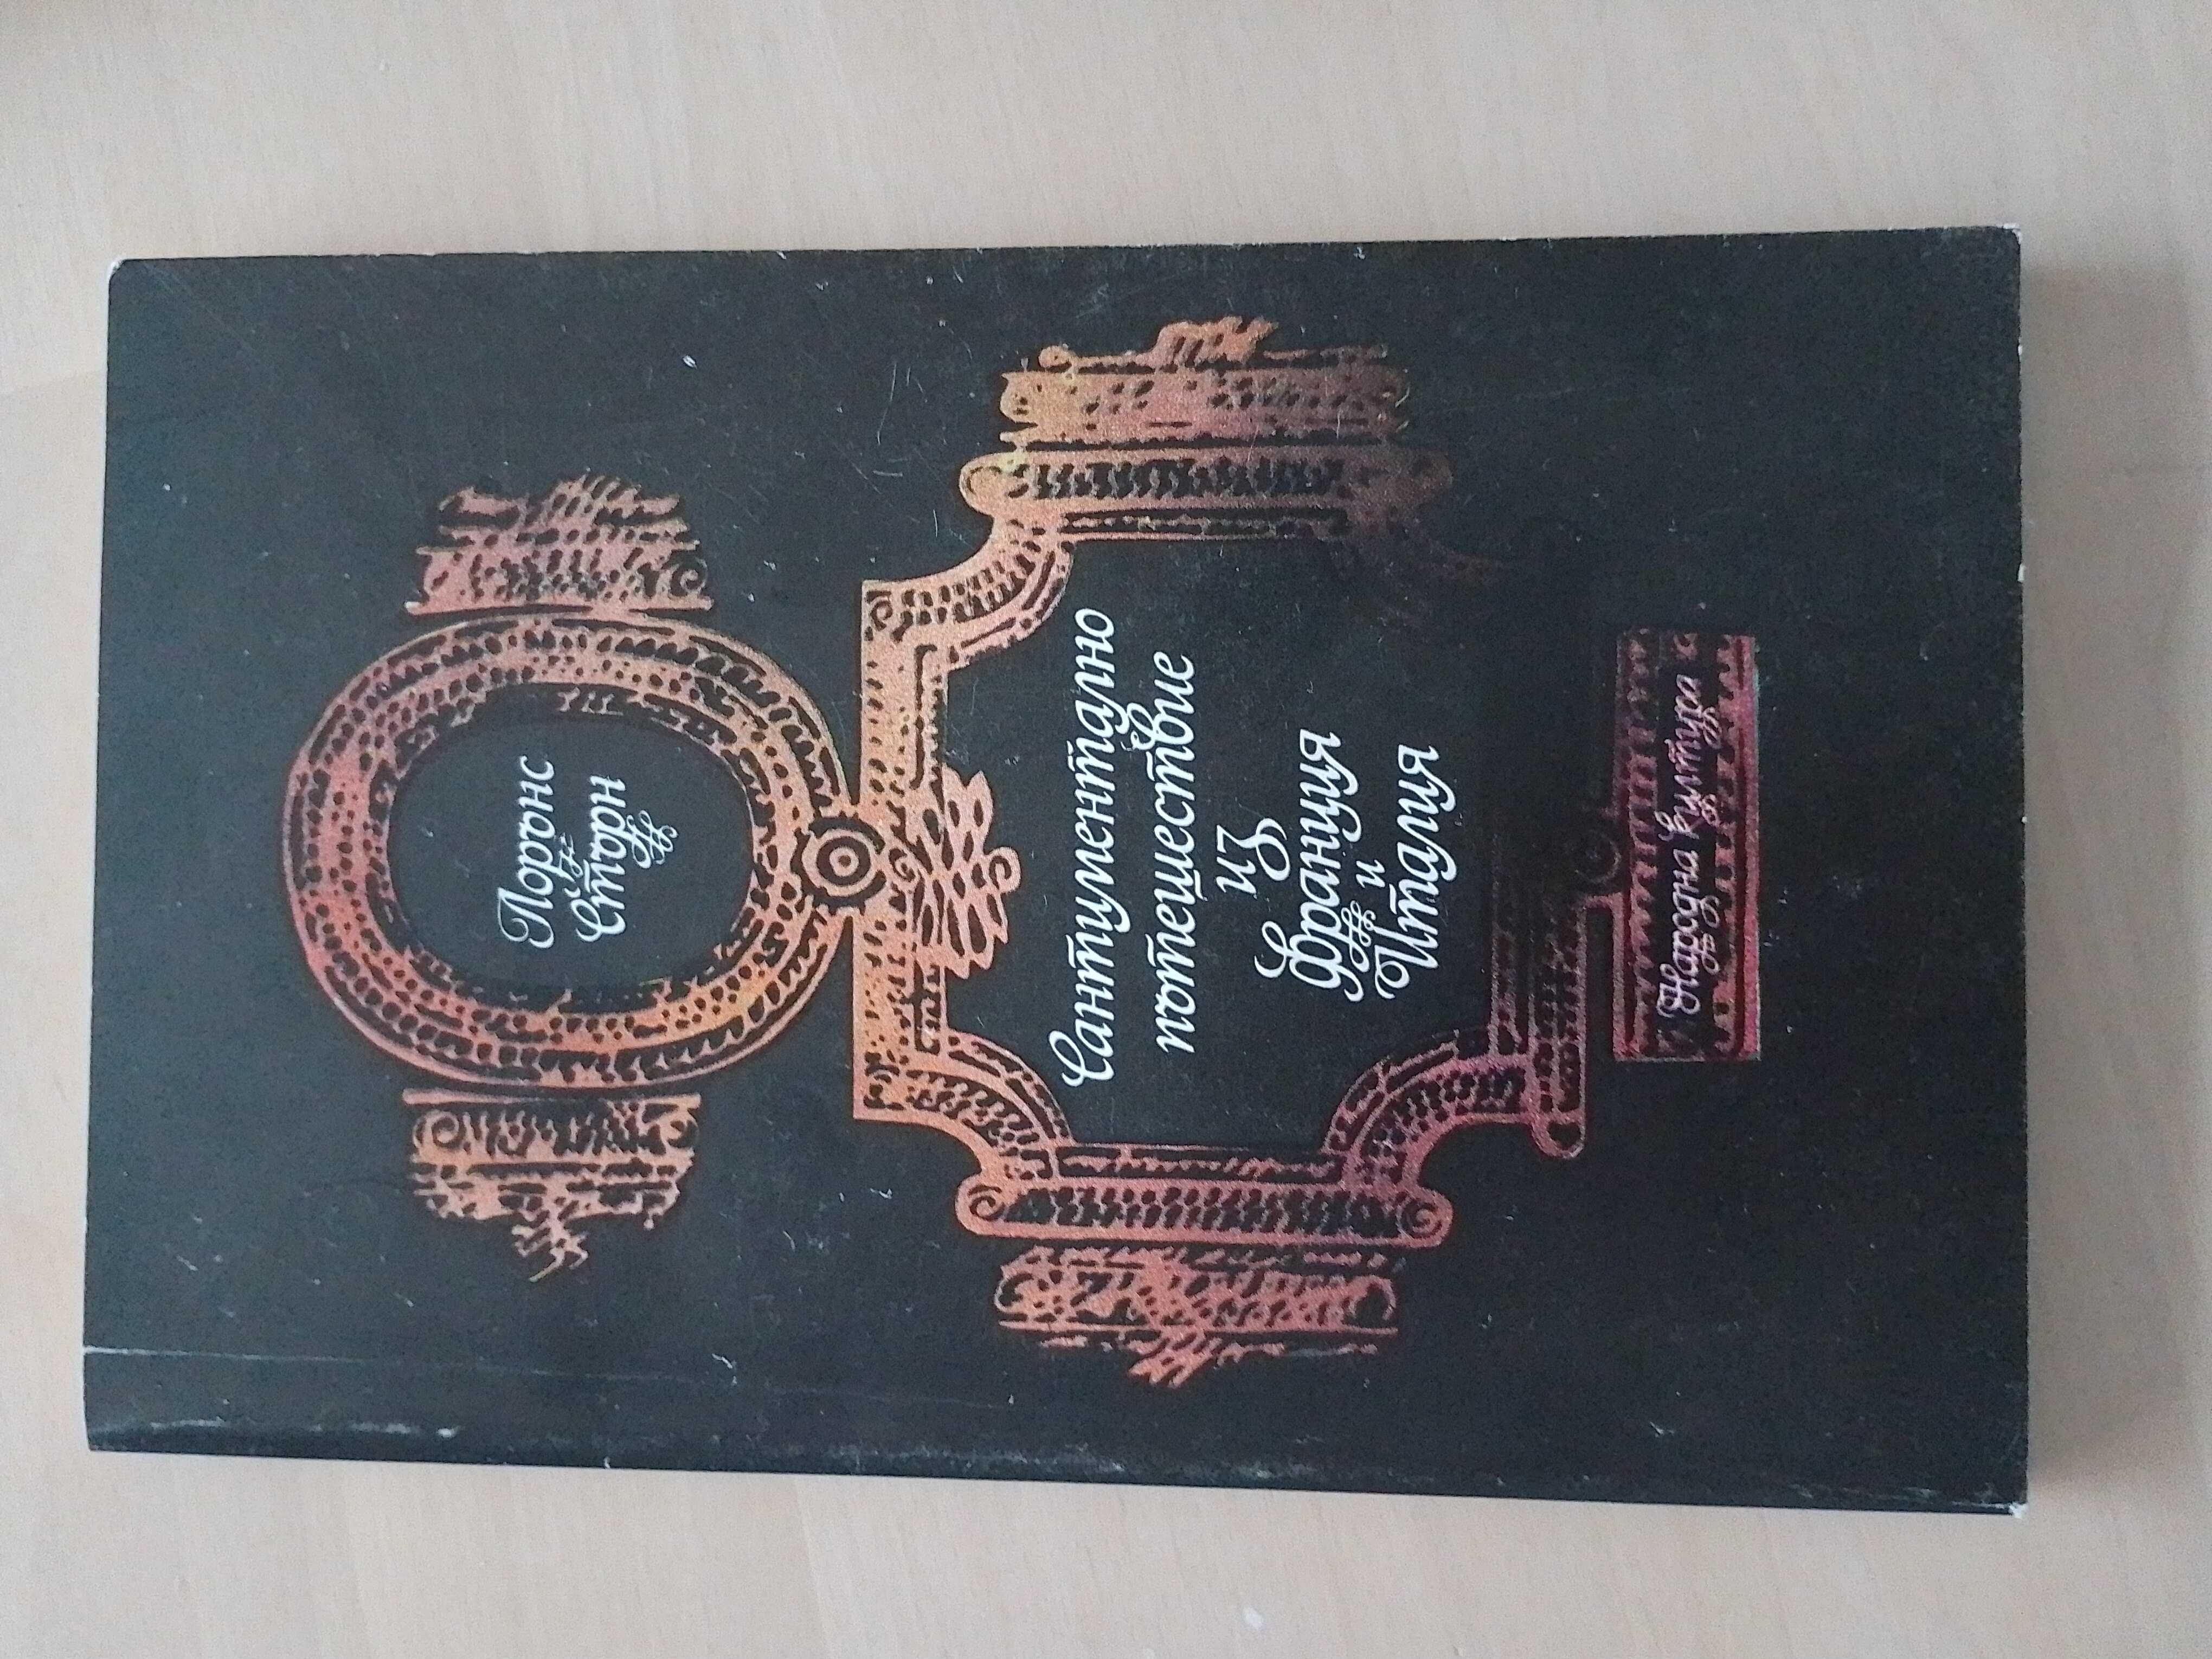 Лорънс
Стърн
Сантиментално
пътешествие
из
Франция
и
Италия
Народна култура